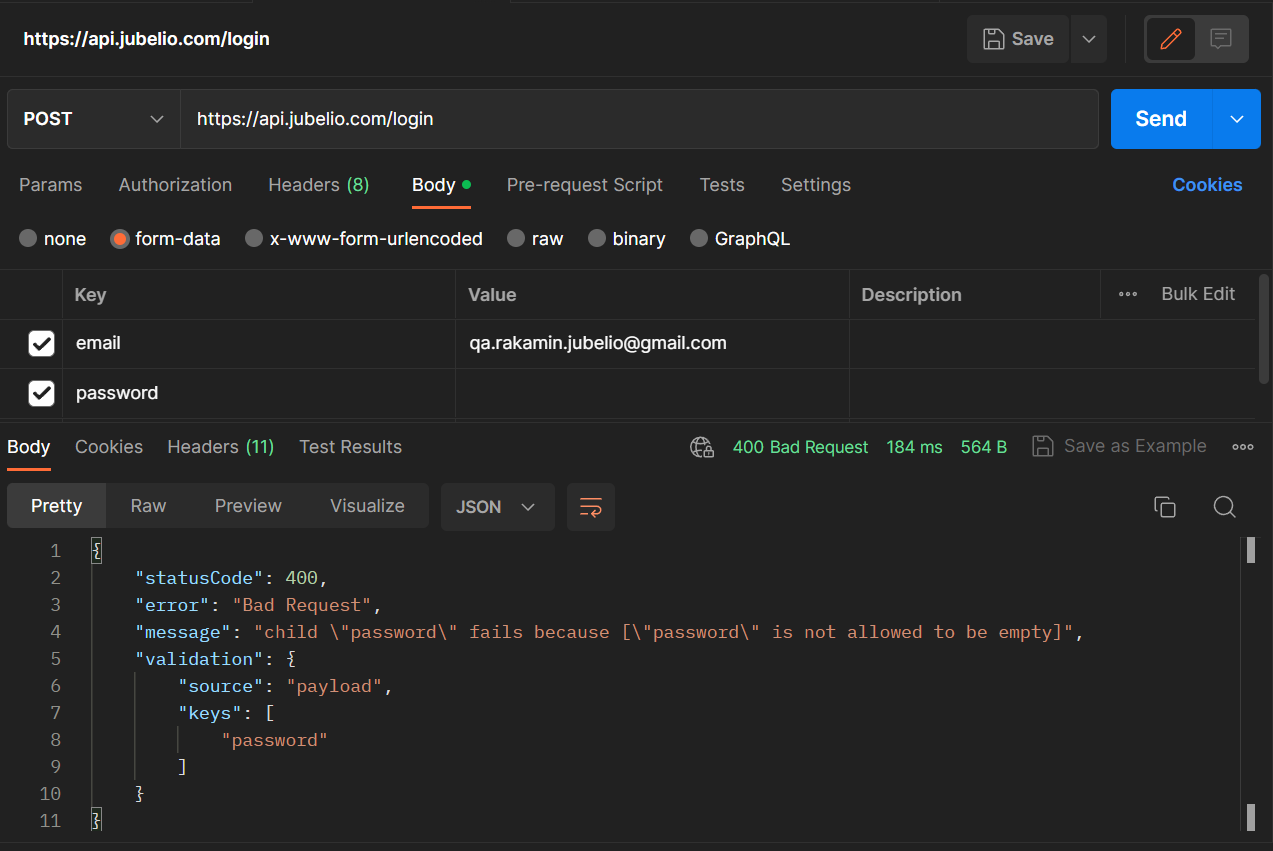 https://api.jubelio.com/login Save
POST https://api.jubelio.com/login Send
Params Authorization Headers (8) Body Pre-request Script Tests Settings Cookies
none form-data x-www-form-urlencoded raw binary GraphQL
Key Value Description ••• Bulk Edit
email qa.rakamin.jubelio@gmail.com
password
Body Cookies Headers (11) Test Results 400 Bad Request 184 ms 564 B Save as Example
Pretty Raw Preview Visualize JSON
1 {
2 "statusCode": 400,
3 "error": "Bad Request",
4 "message": "child \"password\" fails because [\"password\" is not allowed to be empty]",
5 "validation": {
6 "source": "payload",
7 "keys": [
8 "password"
9 ]
10 }
11 }